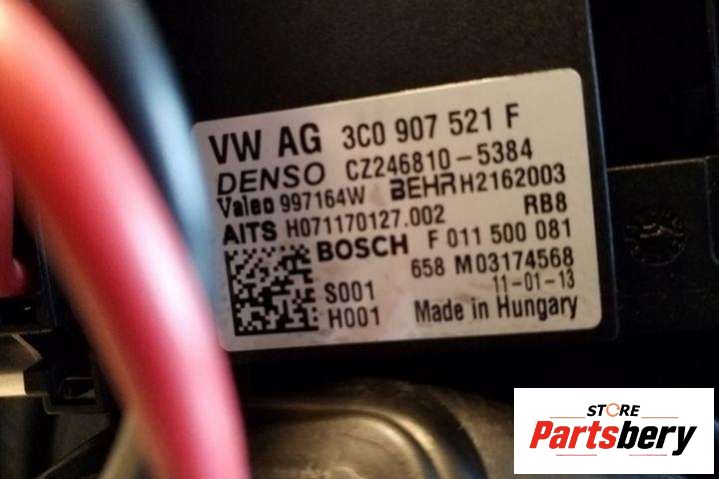 VW AG 3C0 907 521 F
DENSO CZ246810-5384
Valeo 997164W BEHR H2162003
AITS H071170127.002 RB8
BOSCH F 011 500 081
658 M03174568
S001 11-01-13
H001 Made in Hungary
STORE
Partsbery